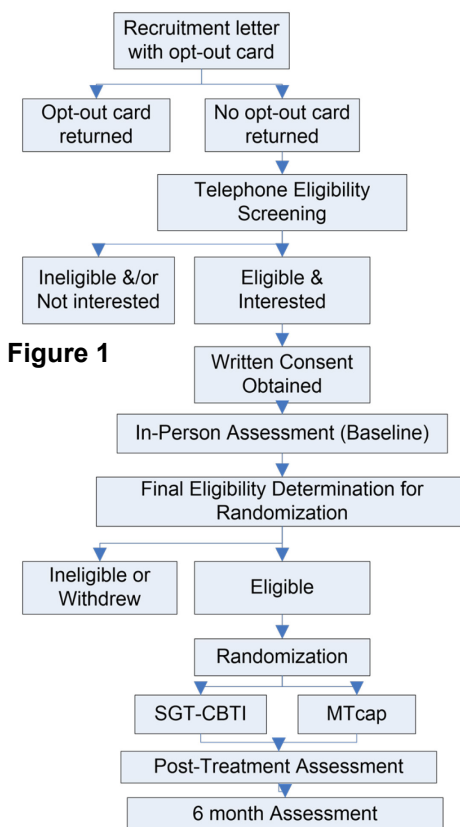 Recruitment letter
with opt-out card
Opt-out card
returned
No opt-out card
returned
Telephone Eligibility
Screening
Ineligible &/or
Not interested
Eligible &
Interested
Figure 1
Written Consent
Obtained
In-Person Assessment (Baseline)
Final Eligibility Determination for
Randomization
Ineligible or
Withdrew
Eligible
Randomization
SGT-CBTI
MTcap
Post-Treatment Assessment
6 month Assessment